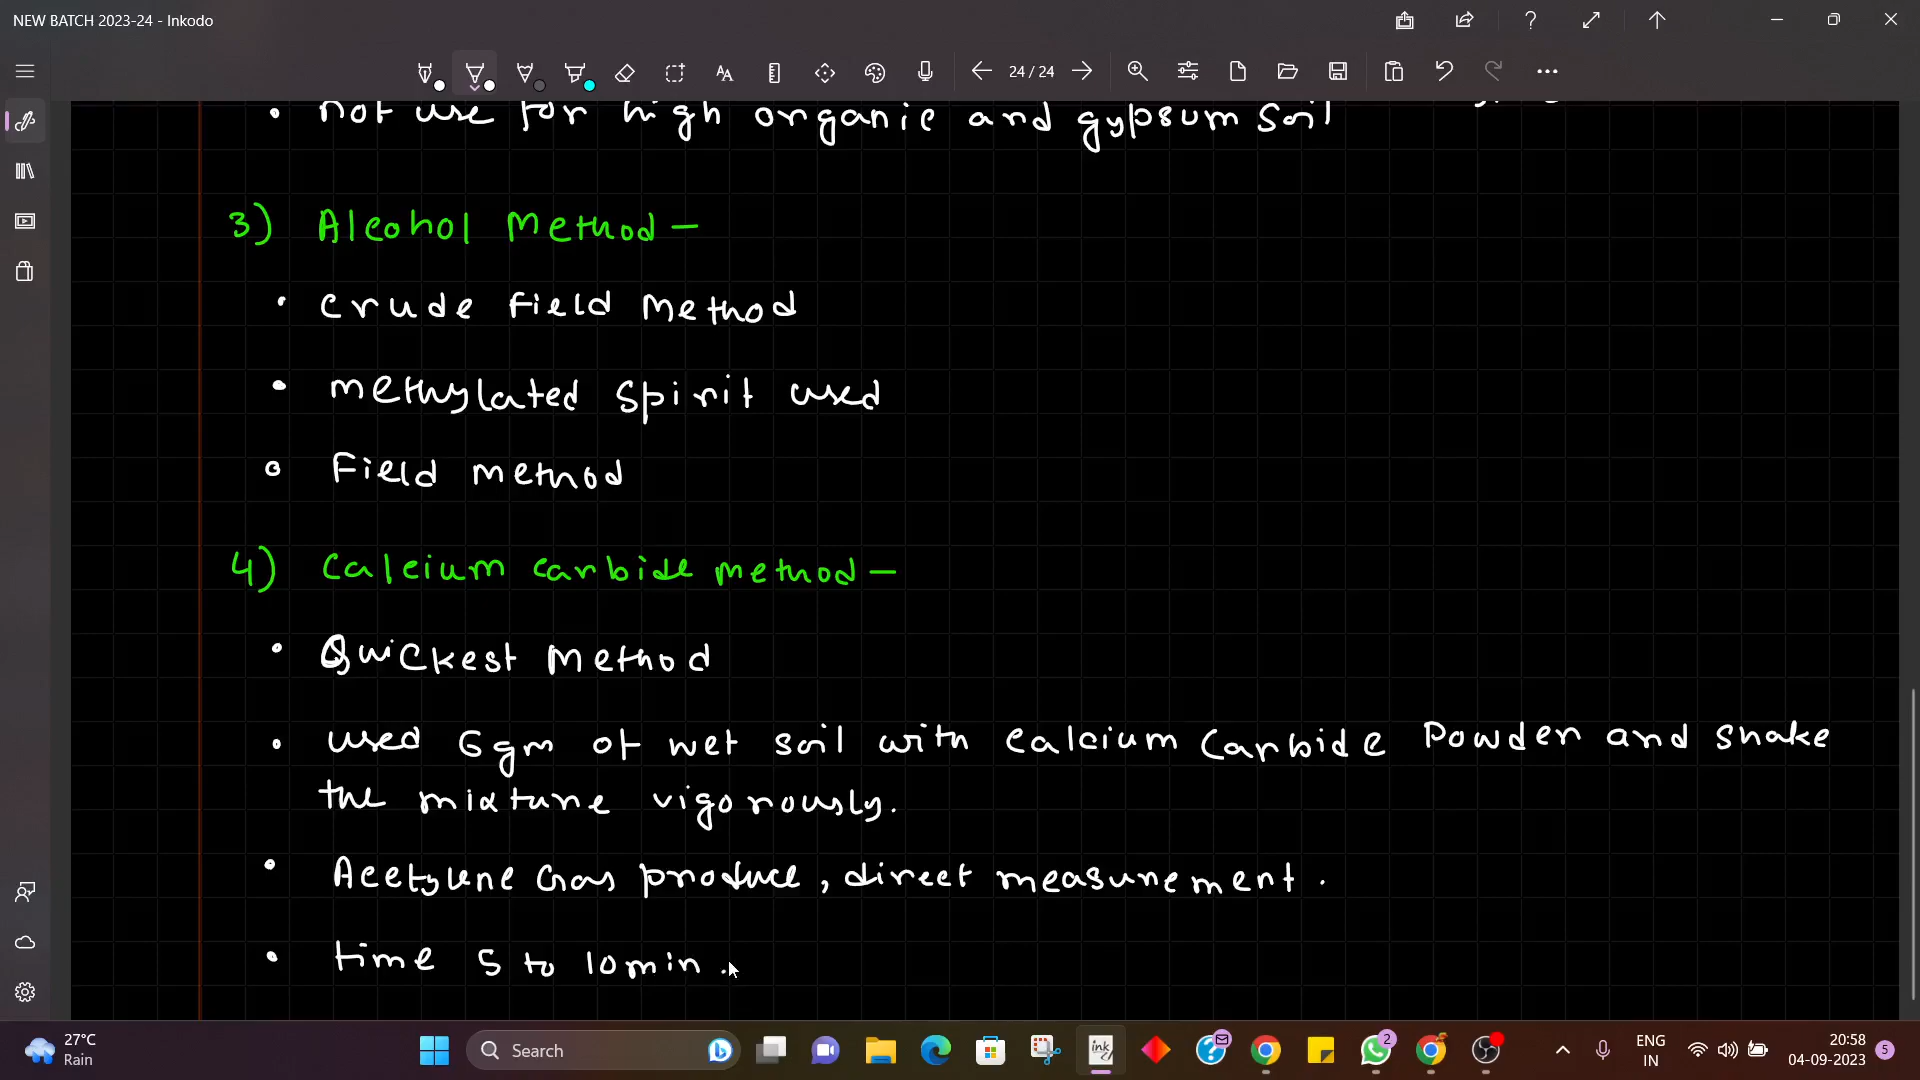 NEW BATCH 2023-24 - Inkodo
24 / 24
• not use for high organic and gypsum soil
3) Alcohol Method -
• crude Field Method
• methylated spirit used
• Field method
4) Calcium carbide method -
• Quickest Method
• used 6gm of wet soil with calcium carbide Powder and shake
the mixture vigorously.
• Acetylene Gas produce, direct measurement.
• time 5 to 10min.
27°C
Rain
Search
ink
2
ENG
IN
20:58
04-09-2023
5